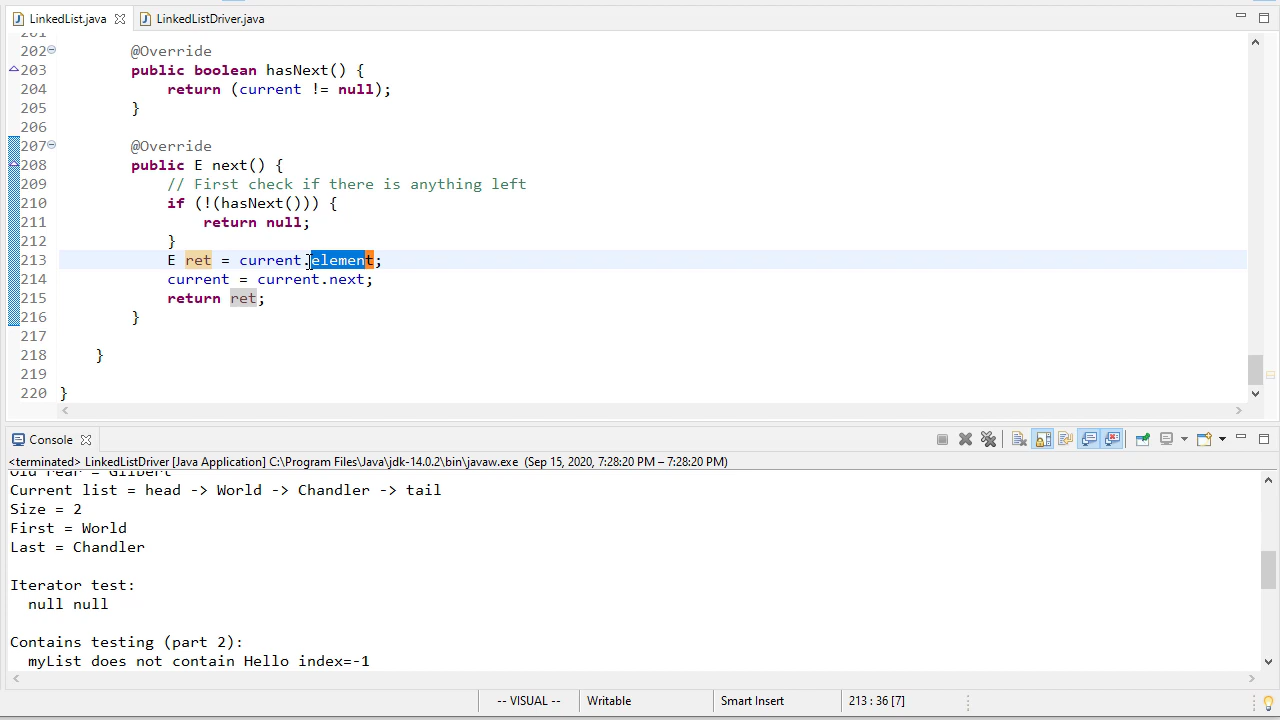 LinkedList.java
LinkedListDriver.java
202 @Override
203 public boolean hasNext() {
204 return (current != null);
205 }
206
207 @Override
208 public E next() {
209 // First check if there is anything left
210 if (!(hasNext())) {
211 return null;
212 }
213 E ret = current.element;
214 current = current.next;
215 return ret;
216 }
217
218 }
219
220 }
Console
<terminated> LinkedListDriver [Java Application] C:\Program Files\Java\jdk-14.0.2\bin\javaw.exe (Sep 15, 2020, 7:28:20 PM – 7:28:20 PM)
Old rear = Gilbert
Current list = head -> World -> Chandler -> tail
Size = 2
First = World
Last = Chandler
Iterator test:
null null
Contains testing (part 2):
myList does not contain Hello index=-1
-- VISUAL --
Writable
Smart Insert
213 : 36 [7]